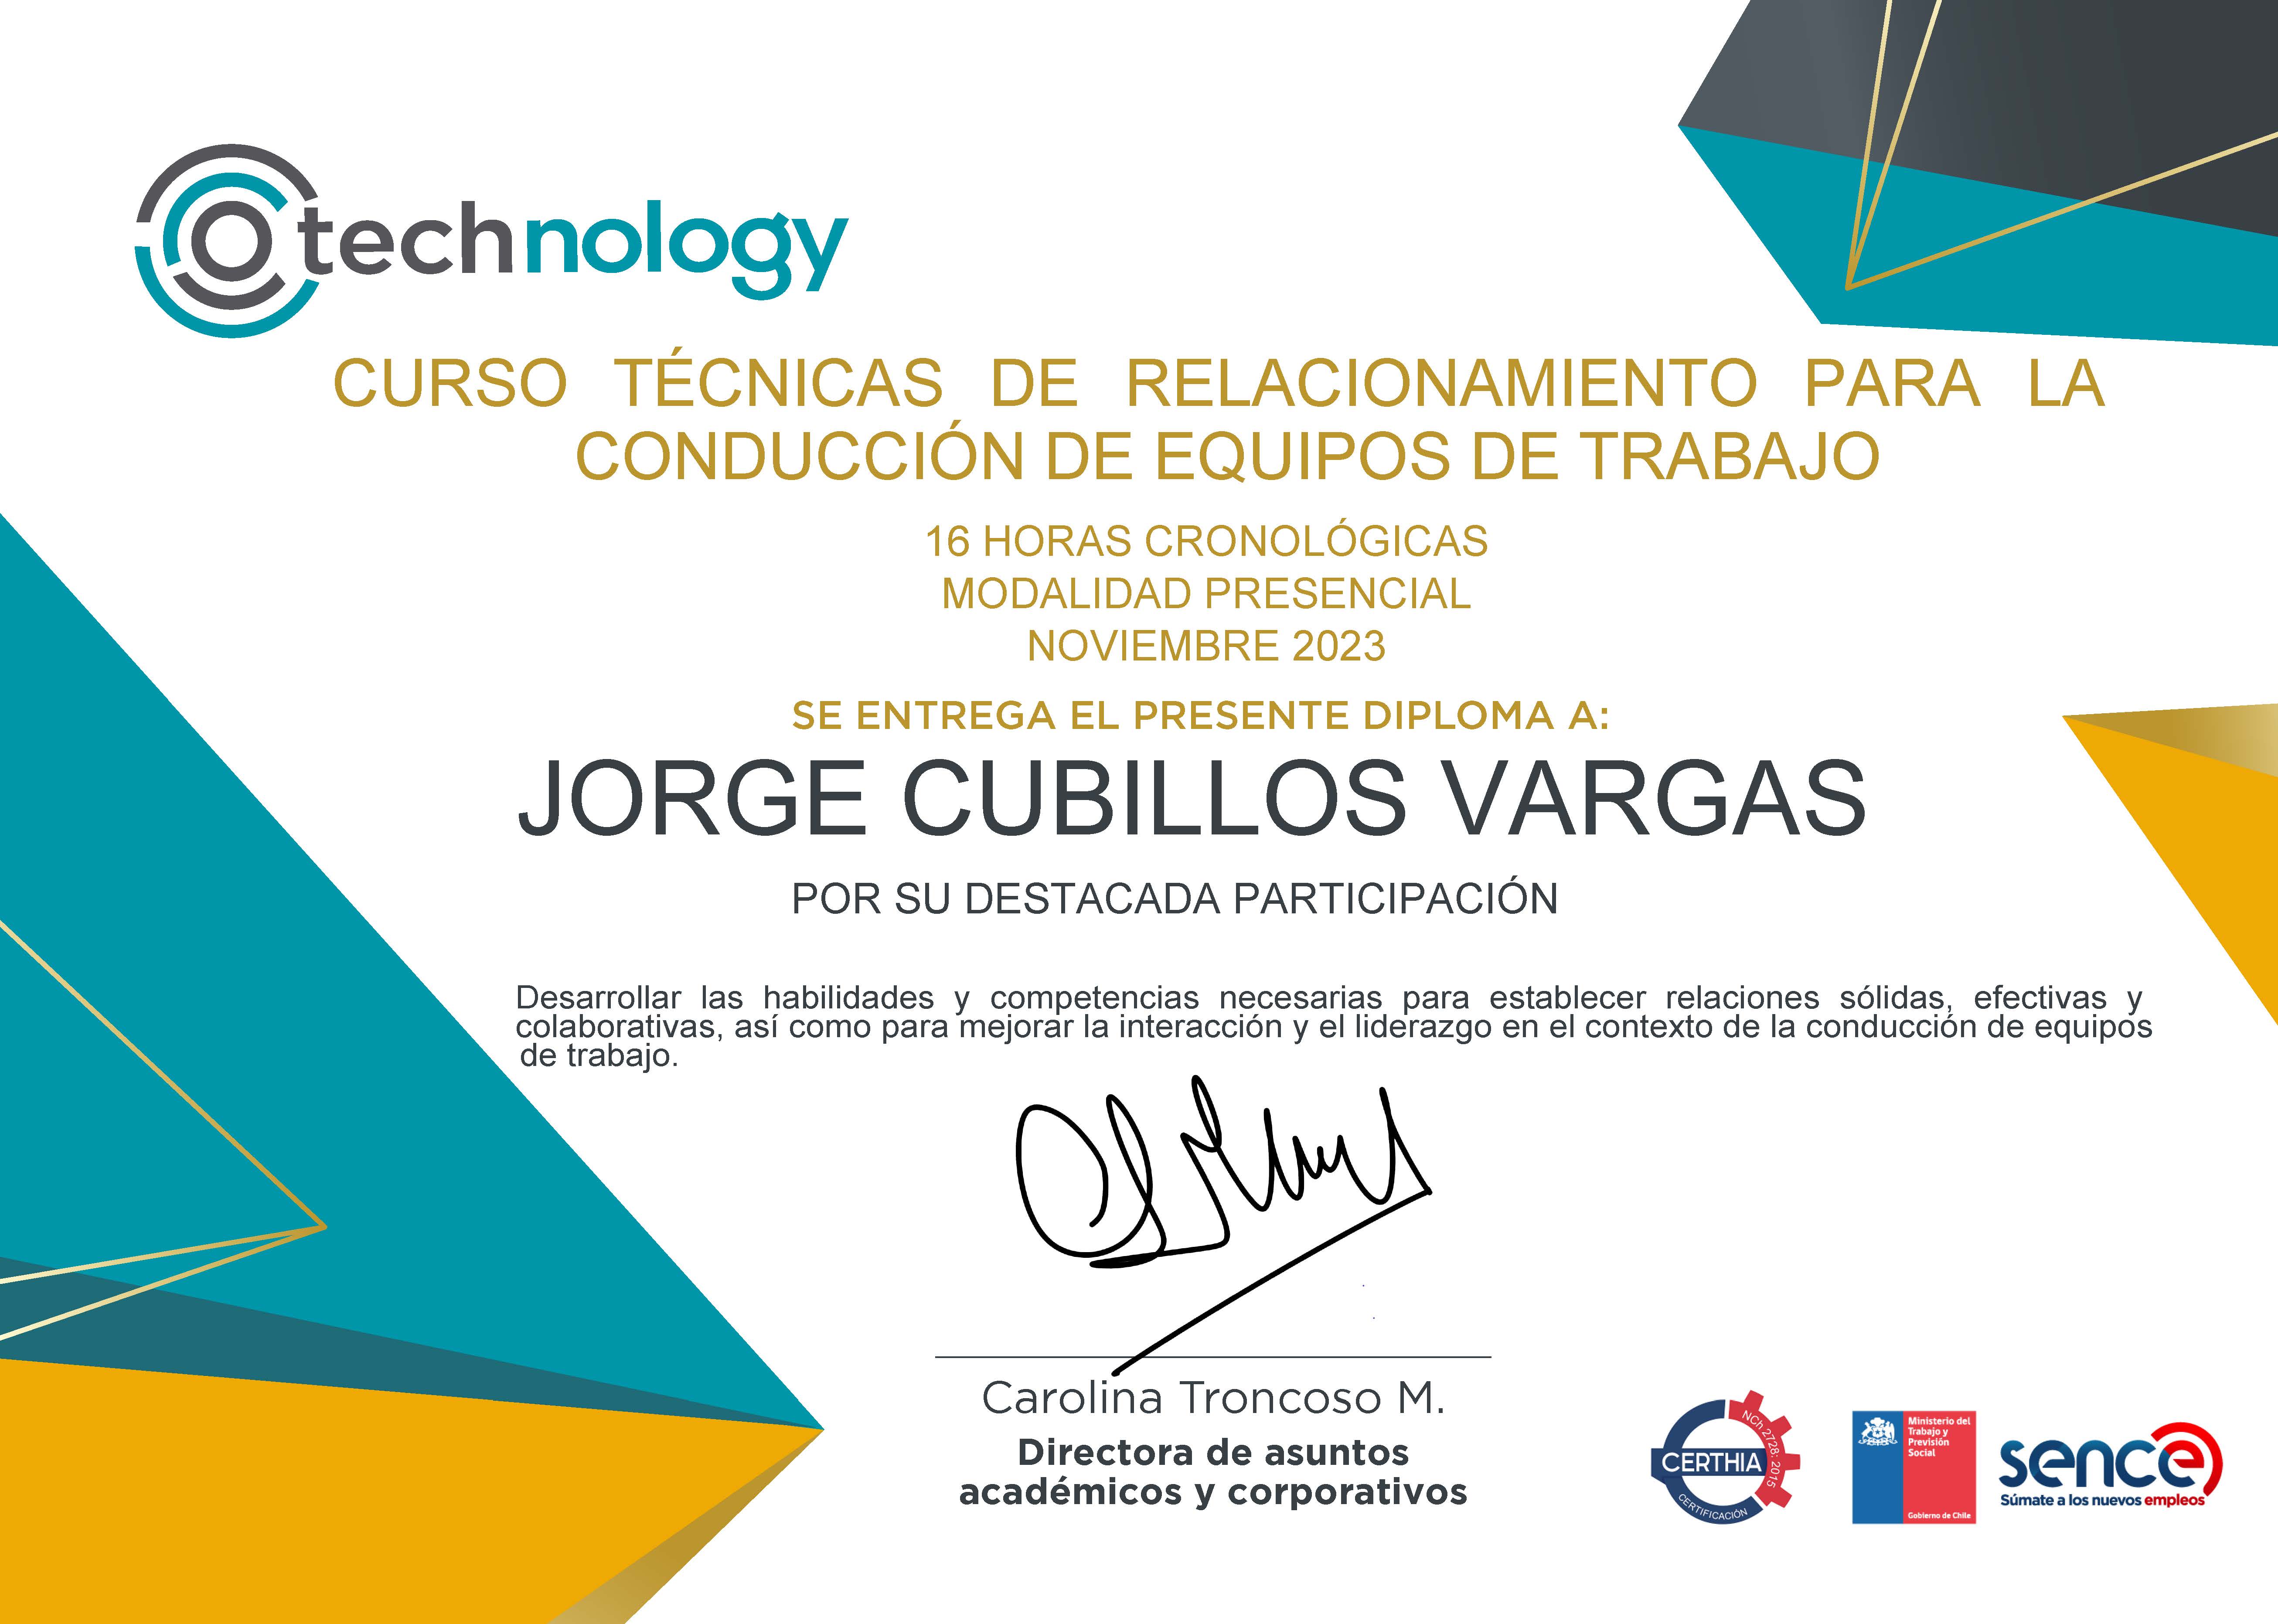 technology
CURSO TÉCNICAS DE RELACIONAMIENTO PARA LA
CONDUCCIÓN DE EQUIPOS DE TRABAJO
16 HORAS CRONOLÓGICAS
MODALIDAD PRESENCIAL
NOVIEMBRE 2023
SE ENTREGA EL PRESENTE DIPLOMA A:
JORGE CUBILLOS VARGAS
POR SU DESTACADA PARTICIPACIÓN
Desarrollar las habilidades y competencias necesarias para establecer relaciones sólidas, efectivas y
colaborativas, así como para mejorar la interacción y el liderazgo en el contexto de la conducción de equipos
de trabajo.
Carolina Troncoso M.
Directora de asuntos
académicos y corporativos
NCh 2728: 2015
CERTHIA
CERTIFICACIÓN
Ministerio del
Trabajo y
Previsión
Social
Gobierno de Chile
sence
Súmate a los nuevos empleos